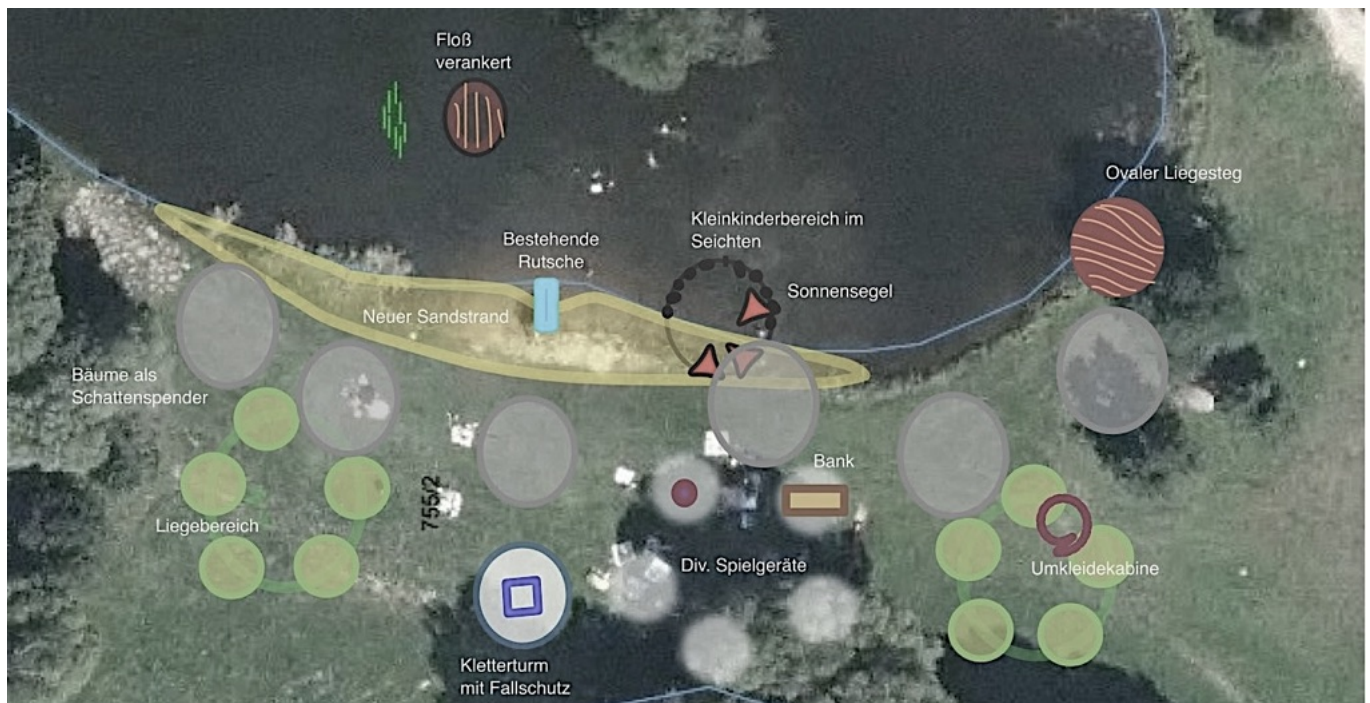 Floß
verankert
Ovaler Liegesteg
Kleinkinderbereich im
Seichten
Bestehende
Rutsche
Sonnensegel
Neuer Sandstrand
Bäume als
Schattenspender
Bank
755/2
Liegebereich
Div. Spielgeräte
Umkleidekabine
Kletterturm
mit Fallschutz